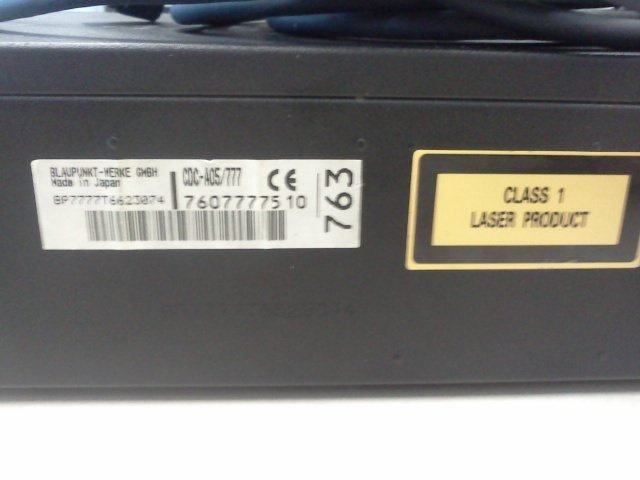 BLAUPUNKT-WERKE GMBH
Made in Japan
CDC-A05/777
CE
BP7777T6623074
7607777510
763
CLASS 1
LASER PRODUCT